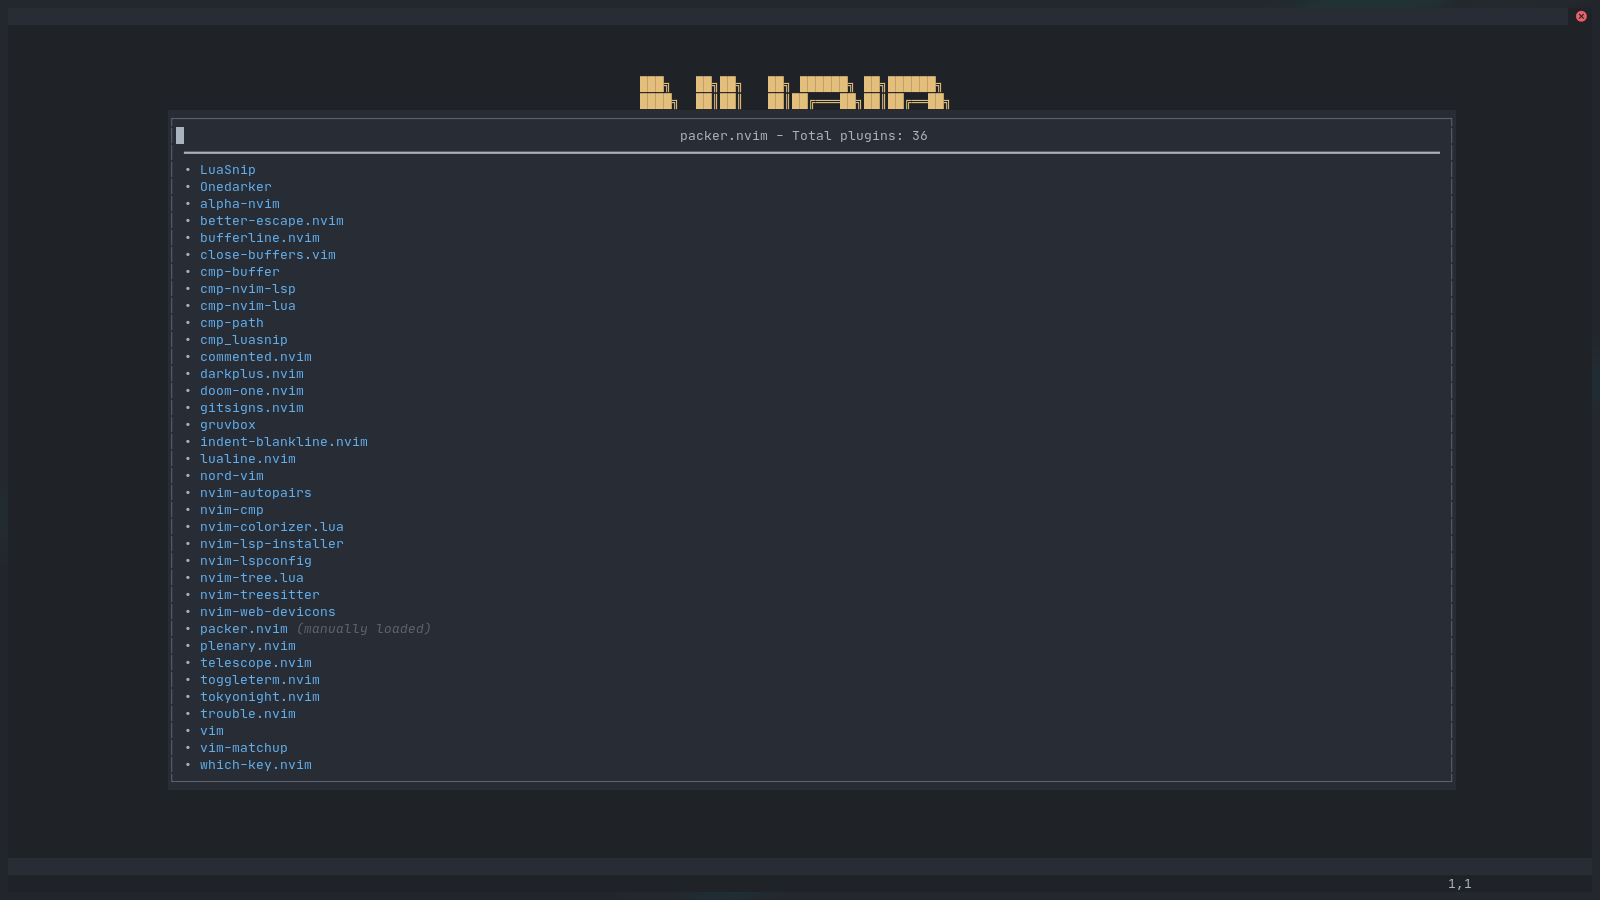 packer.nvim - Total plugins: 36
• LuaSnip
• Onedarker
• alpha-nvim
• better-escape.nvim
• bufferline.nvim
• close-buffers.vim
• cmp-buffer
• cmp-nvim-lsp
• cmp-nvim-lua
• cmp-path
• cmp_luasnip
• commented.nvim
• darkplus.nvim
• doom-one.nvim
• gitsigns.nvim
• gruvbox
• indent-blankline.nvim
• lualine.nvim
• nord-vim
• nvim-autopairs
• nvim-cmp
• nvim-colorizer.lua
• nvim-lsp-installer
• nvim-lspconfig
• nvim-tree.lua
• nvim-treesitter
• nvim-web-devicons
• packer.nvim (manually loaded)
• plenary.nvim
• telescope.nvim
• toggleterm.nvim
• tokyonight.nvim
• trouble.nvim
• vim
• vim-matchup
• which-key.nvim
1,1